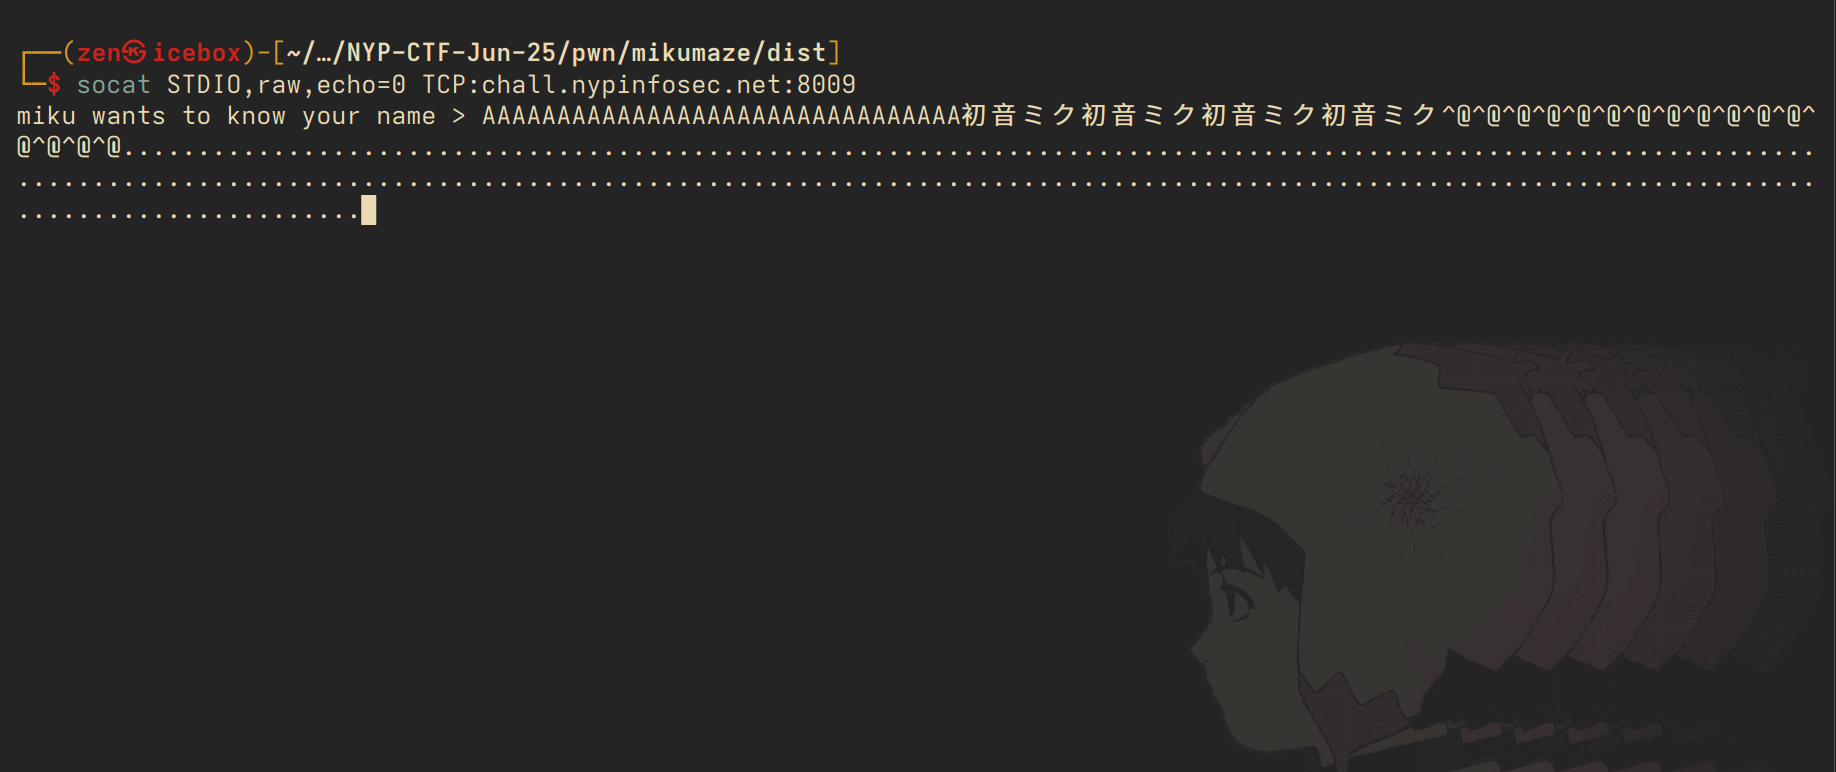 ┌──(zen㉿icebox)-[~/…/NYP-CTF-Jun-25/pwn/mikumaze/dist]
└─$ socat STDIO,raw,echo=0 TCP:chall.nypinfosec.net:8009
miku wants to know your name > AAAAAAAAAAAAAAAAAAAAAAAAAAAAAAAA初音ミク初音ミク初音ミク初音ミク^@^@^@^@^@^@^@^@^@^@^@^@^
@^@^@^@.................................................................................................................
........................................................................................................................
.......................